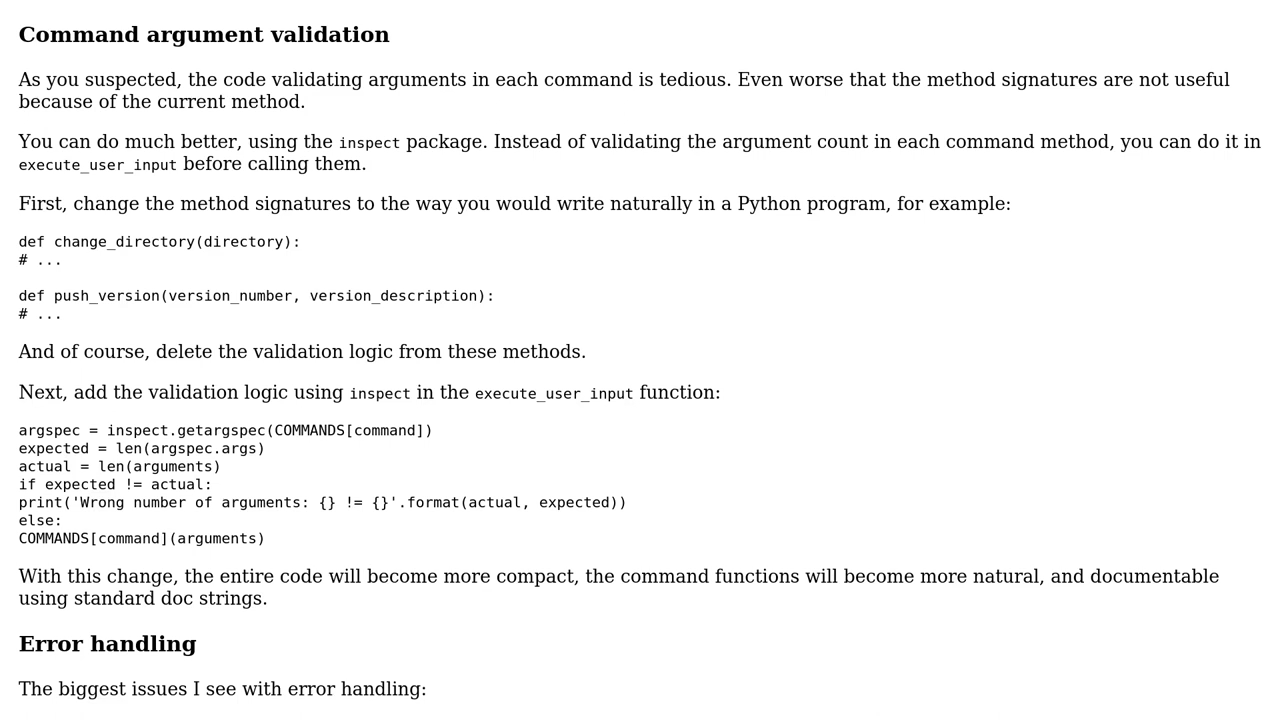 Command argument validation
As you suspected, the code validating arguments in each command is tedious. Even worse that the method signatures are not useful
because of the current method.
You can do much better, using the inspect package. Instead of validating the argument count in each command method, you can do it in
execute_user_input before calling them.
First, change the method signatures to the way you would write naturally in a Python program, for example:
def change_directory(directory):
# ...
def push_version(version_number, version_description):
# ...
And of course, delete the validation logic from these methods.
Next, add the validation logic using inspect in the execute_user_input function:
argspec = inspect.getargspec(COMMANDS[command])
expected = len(argspec.args)
actual = len(arguments)
if expected != actual:
print('Wrong number of arguments: {} != {}'.format(actual, expected))
else:
COMMANDS[command](arguments)
With this change, the entire code will become more compact, the command functions will become more natural, and documentable
using standard doc strings.
Error handling
The biggest issues I see with error handling: